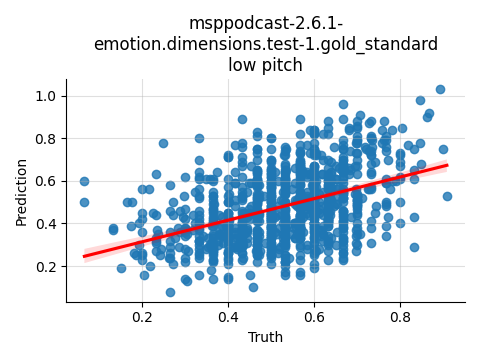 msppodcast-2.6.1-
emotion.dimensions.test-1.gold_standard
low pitch
1.0
0.8
0.6
0.4
0.2
Prediction
0.2
0.4
0.6
0.8
Truth